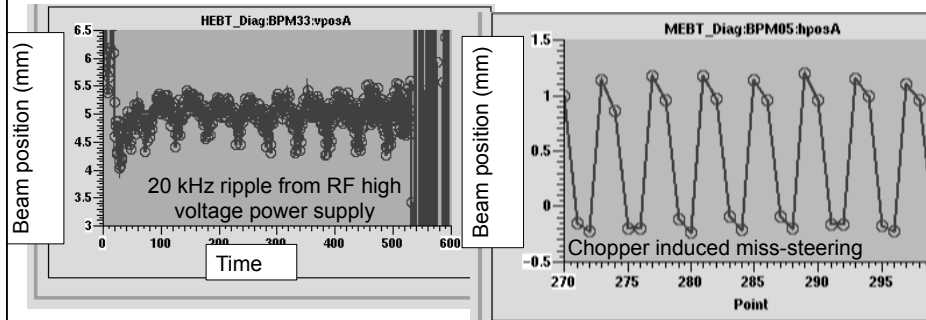 HEBT_Diag:BPM33:vposA
Beam position (mm)
6.5
6
5.5
5
4.5
4
3.5
3
20 kHz ripple from RF high
voltage power supply
0 100 200 300 400 500 600
Time
MEBT_Diag:BPM05:hposA
Beam position (mm)
1.5
1
0.5
0
-0.5
Chopper induced miss-steering
270 275 280 285 290 295
Point